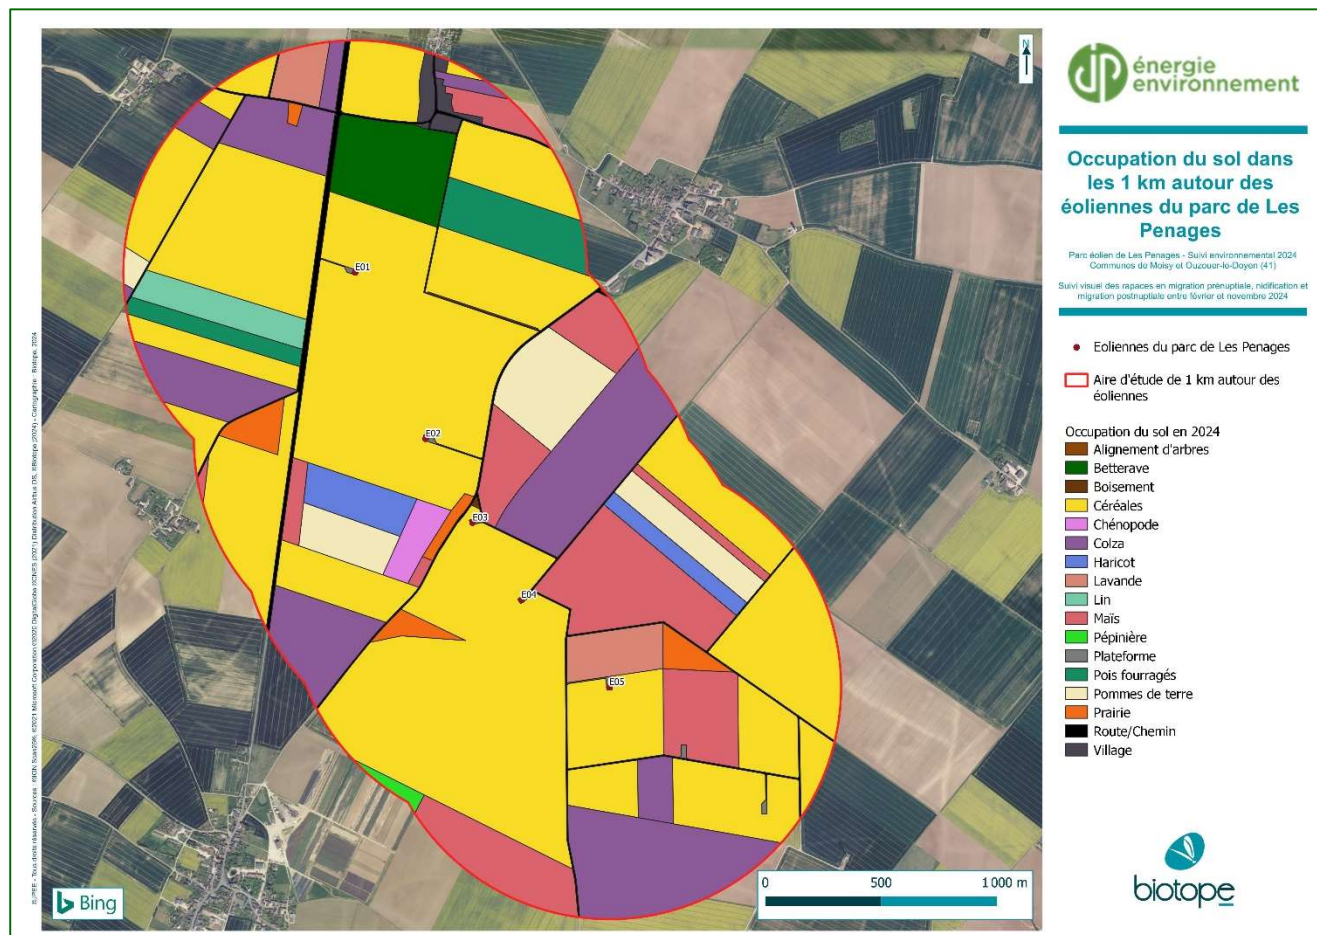 N
énergie
environnement
Occupation du sol dans
les 1 km autour des
éoliennes du parc de Les
Penages
Parc éolien de Les Penages - Suivi environnemental 2024
Communes de Moisy et Ouzouer-le-Doyen (41)
Suivi visuel des rapaces en migration prénuptiale, nidification et
migration postnuptiale entre février et novembre 2024
Eoliennes du parc de Les Penages
Aire d'étude de 1 km autour des
éoliennes
Occupation du sol en 2024
Alignement d'arbres
Betterave
Boisement
Céréales
Chénopode
Colza
Haricot
Lavande
Lin
Maïs
Pépinière
Plateforme
Pois fourragés
Pommes de terre
Prairie
Route/Chemin
Village
biotope
E01
E02
E03
E04
E05
0 500 1 000 m
Bing